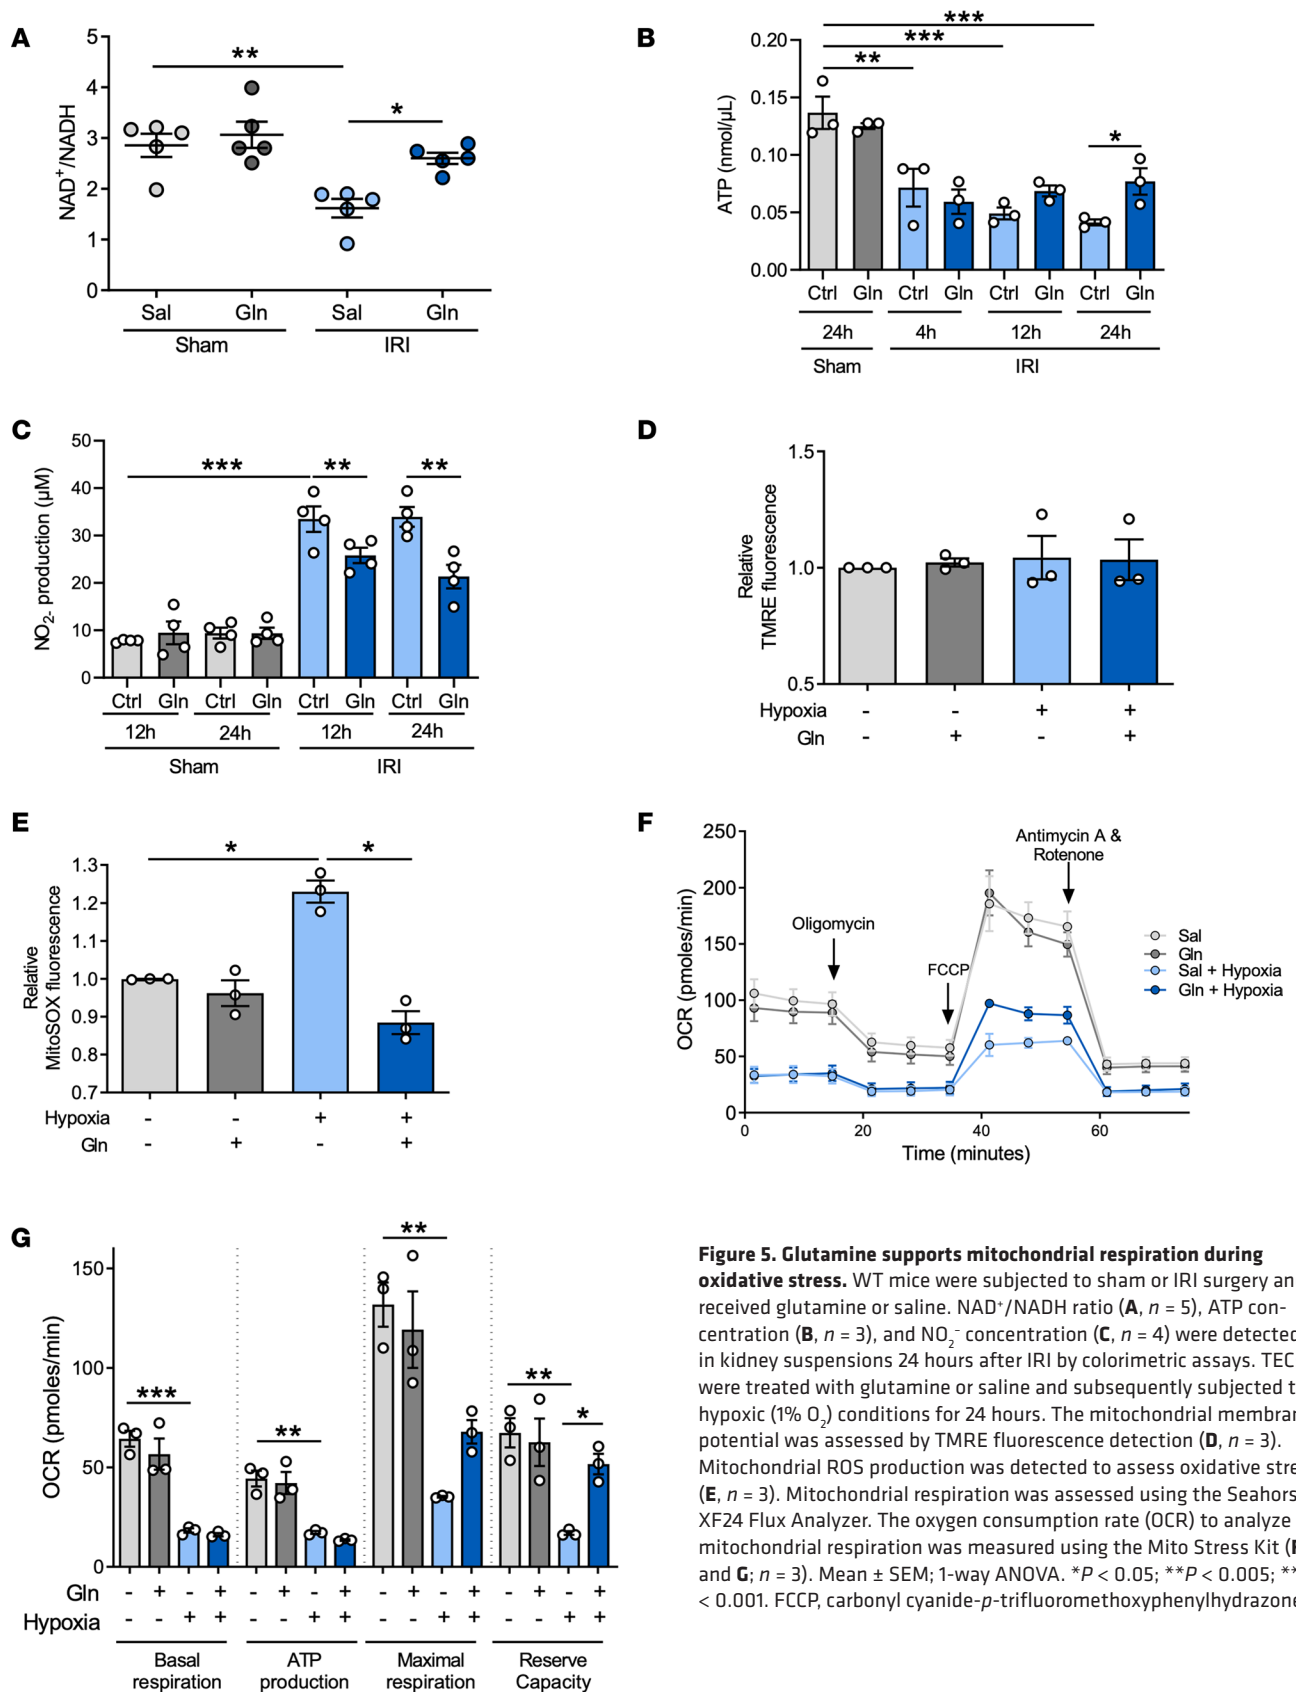 A
5
4
3
2
1
0
NAD+/NADH
**
*
Sal
Gln
Sal
Gln
Sham
IRI
B
***
***
**
*
0.20
0.15
0.10
0.05
0.00
ATP (nmol/µL)
Ctrl
Gln
Ctrl
Gln
Ctrl
Gln
Ctrl
Gln
24h
4h
12h
24h
Sham
IRI
C
50
40
30
20
10
0
NO2- production (µM)
***
**
**
Ctrl
Gln
Ctrl
Gln
Ctrl
Gln
Ctrl
Gln
12h
24h
12h
24h
Sham
IRI
D
1.5
1.0
0.5
Relative
TMRE fluorescence
Hypoxia - - + +
Gln - + - +
E
1.3
1.2
1.1
1.0
0.9
0.8
0.7
Relative
MitoSOX fluorescence
*
*
Hypoxia - - + +
Gln - + - +
F
250
200
150
100
50
0
OCR (pmoles/min)
Oligomycin
FCCP
Antimycin A &
Rotenone
0
20
40
60
Time (minutes)
Sal
Gln
Sal + Hypoxia
Gln + Hypoxia
G
150
100
50
0
OCR (pmoles/min)
***
**
**
**
*
Gln - + - + - + - + - + - + - + - +
Hypoxia - - + + - - + + - - + + - - + +
Basal
respiration
ATP
production
Maximal
respiration
Reserve
Capacity
Figure 5. Glutamine supports mitochondrial respiration during
oxidative stress. WT mice were subjected to sham or IRI surgery an
received glutamine or saline. NAD+/NADH ratio (A, n = 5), ATP con-
centration (B, n = 3), and NO2- concentration (C, n = 4) were detected
in kidney suspensions 24 hours after IRI by colorimetric assays. TEC
were treated with glutamine or saline and subsequently subjected t
hypoxic (1% O2) conditions for 24 hours. The mitochondrial membran
potential was assessed by TMRE fluorescence detection (D, n = 3).
Mitochondrial ROS production was detected to assess oxidative stre
(E, n = 3). Mitochondrial respiration was assessed using the Seahors
XF24 Flux Analyzer. The oxygen consumption rate (OCR) to analyze
mitochondrial respiration was measured using the Mito Stress Kit (F
and G; n = 3). Mean ± SEM; 1-way ANOVA. *P < 0.05; **P < 0.005; **
< 0.001. FCCP, carbonyl cyanide-p-trifluoromethoxyphenylhydrazone